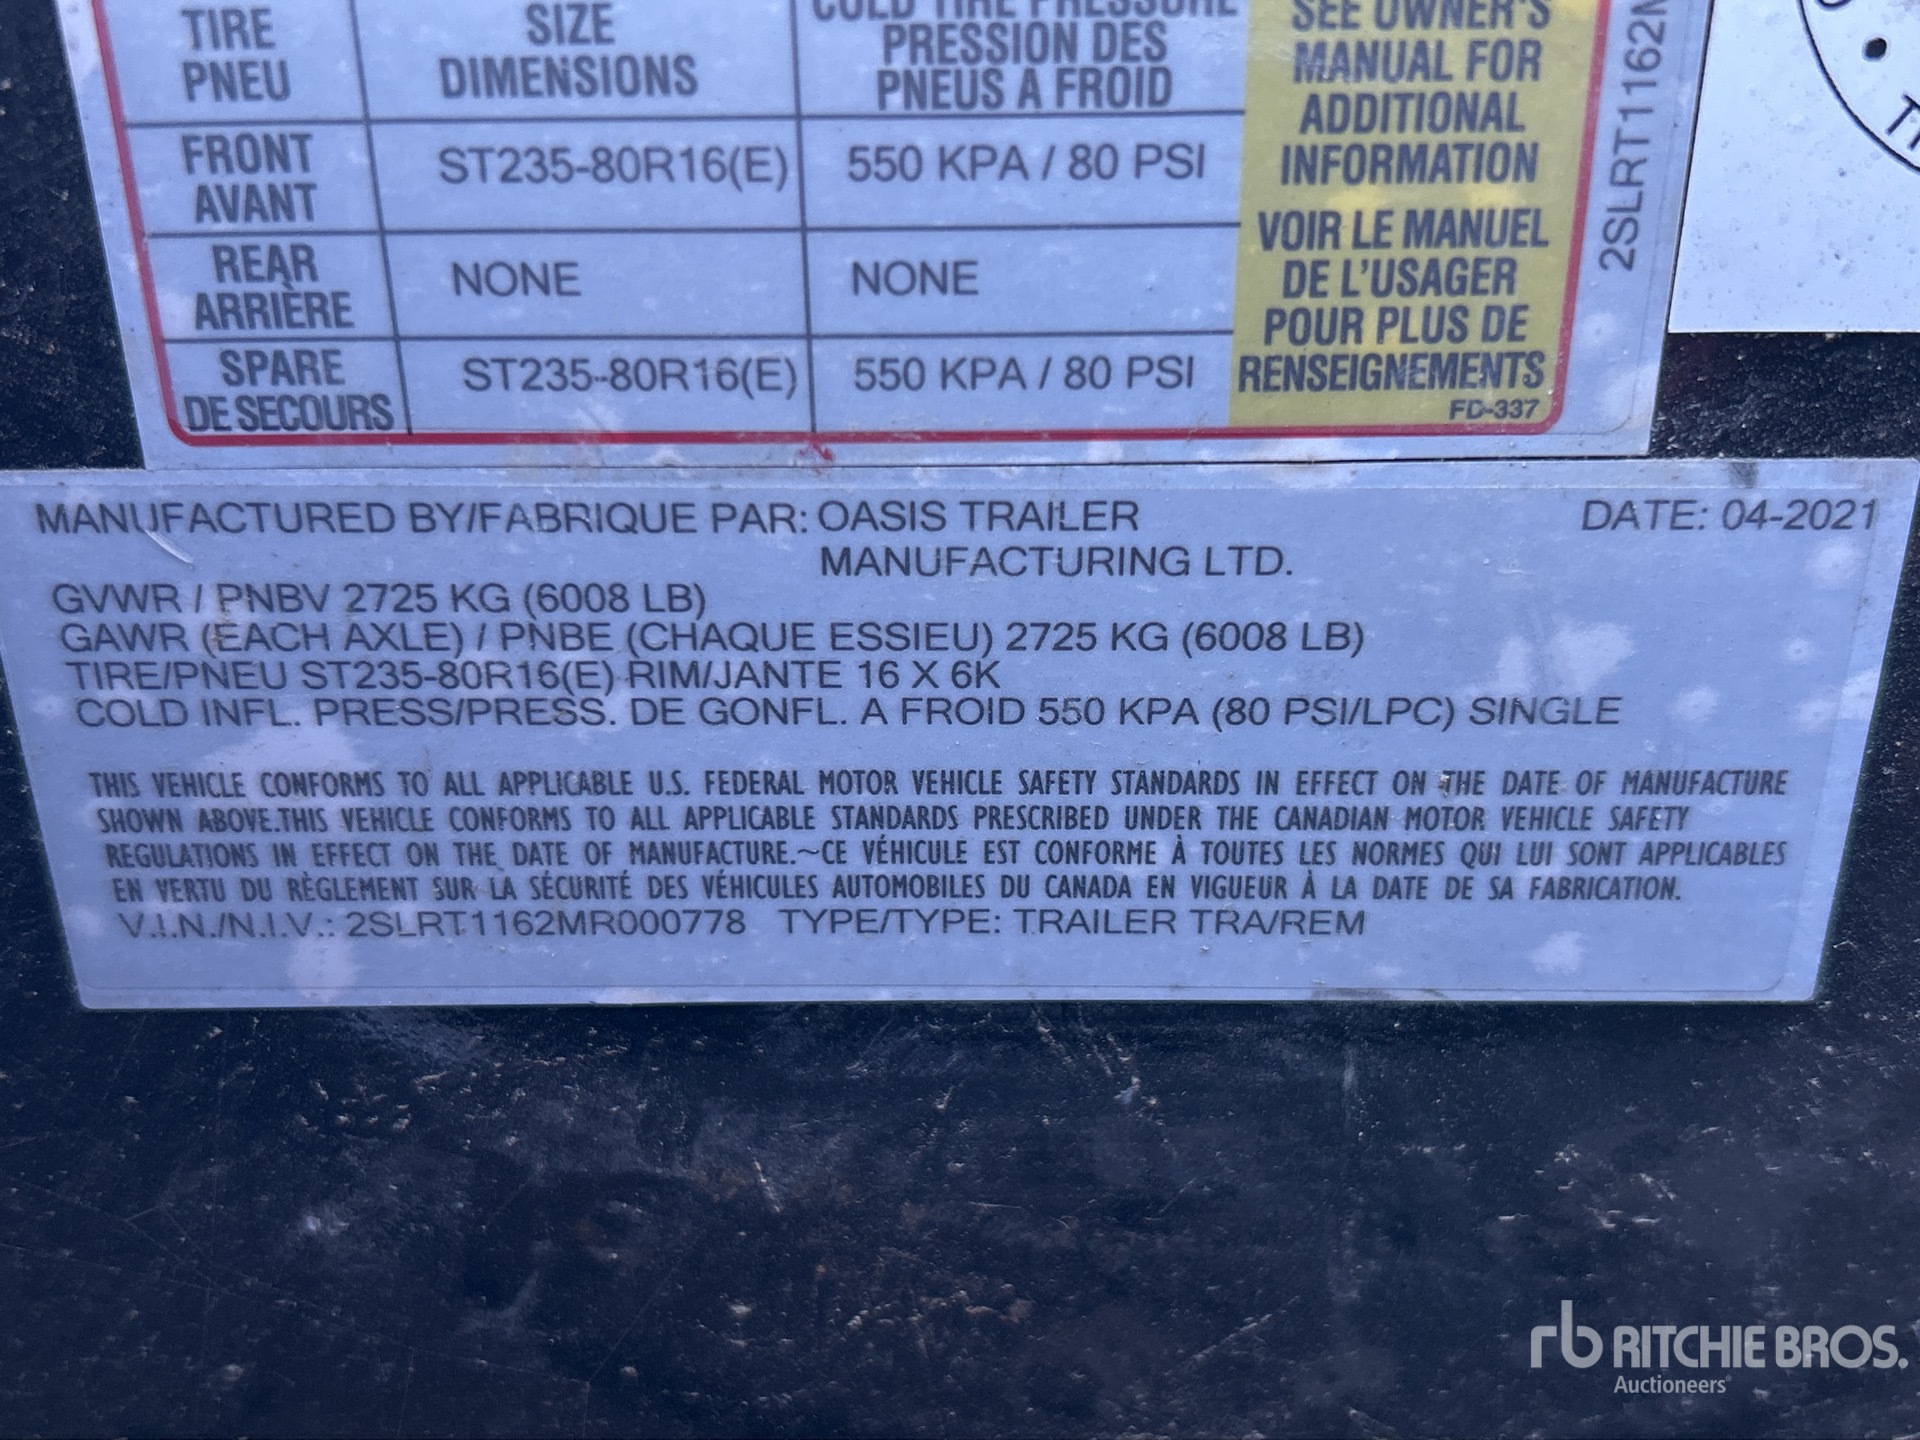 TIRE
PNEU
SIZE
DIMENSIONS
COLD TIRE PRESSURE
PRESSION DES
PNEUS A FROID
SEE OWNER'S
MANUAL FOR
ADDITIONAL
INFORMATION
FRONT
AVANT
ST235-80R16(E)
550 KPA / 80 PSI
VOIR LE MANUEL
DE L'USAGER
POUR PLUS DE
RENSEIGNEMENTS
REAR
ARRIÈRE
NONE
NONE
SPARE
DE SECOURS
ST235-80R16(E)
550 KPA / 80 PSI
FD-337
2SLRT1162M
MANUFACTURED BY/FABRIQUE PAR: OASIS TRAILER DATE: 04-2021
MANUFACTURING LTD.
GVWR / PNBV 2725 KG (6008 LB)
GAWR (EACH AXLE) / PNBE (CHAQUE ESSIEU) 2725 KG (6008 LB)
TIRE/PNEU ST235-80R16(E) RIM/JANTE 16 X 6K
COLD INFL. PRESS/PRESS. DE GONFL. A FROID 550 KPA (80 PSI/LPC) SINGLE
THIS VEHICLE CONFORMS TO ALL APPLICABLE U.S. FEDERAL MOTOR VEHICLE SAFETY STANDARDS IN EFFECT ON THE DATE OF MANUFACTURE
SHOWN ABOVE.THIS VEHICLE CONFORMS TO ALL APPLICABLE STANDARDS PRESCRIBED UNDER THE CANADIAN MOTOR VEHICLE SAFETY
REGULATIONS IN EFFECT ON THE DATE OF MANUFACTURE.~CE VÉHICULE EST CONFORME À TOUTES LES NORMES QUI LUI SONT APPLICABLES
EN VERTU DU RÈGLEMENT SUR LA SÉCURITÉ DES VÉHICULES AUTOMOBILES DU CANADA EN VIGUEUR À LA DATE DE SA FABRICATION.
V.I.N./N.I.V.: 2SLRT1162MR000778 TYPE/TYPE: TRAILER TRA/REM
rb RITCHIE BROS.
Auctioneers